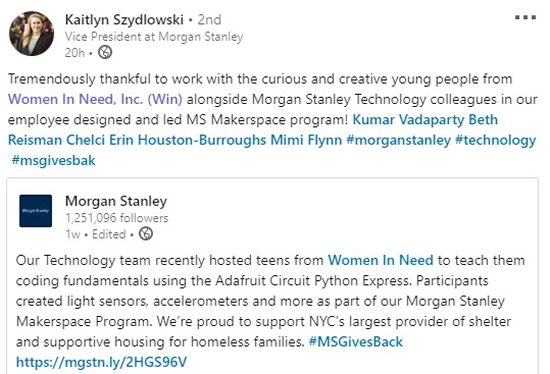 Kaitlyn Szydlowski • 2nd
Vice President at Morgan Stanley
20h •
Tremendously thankful to work with the curious and creative young people from
Women In Need, Inc. (Win) alongside Morgan Stanley Technology colleagues in our
employee designed and led MS Makerspace program! Kumar Vadaparty Beth
Reisman Chelci Erin Houston-Burroughs Mimi Flynn #morganstanley #technology
#msgivesbak
Morgan Stanley
Morgan Stanley
1,251,096 followers
1w • Edited •
Our Technology team recently hosted teens from Women In Need to teach them
coding fundamentals using the Adafruit Circuit Python Express. Participants
created light sensors, accelerometers and more as part of our Morgan Stanley
Makerspace Program. We’re proud to support NYC’s largest provider of shelter
and supportive housing for homeless families. #MSGivesBack
https://mgstn.ly/2HGS96V